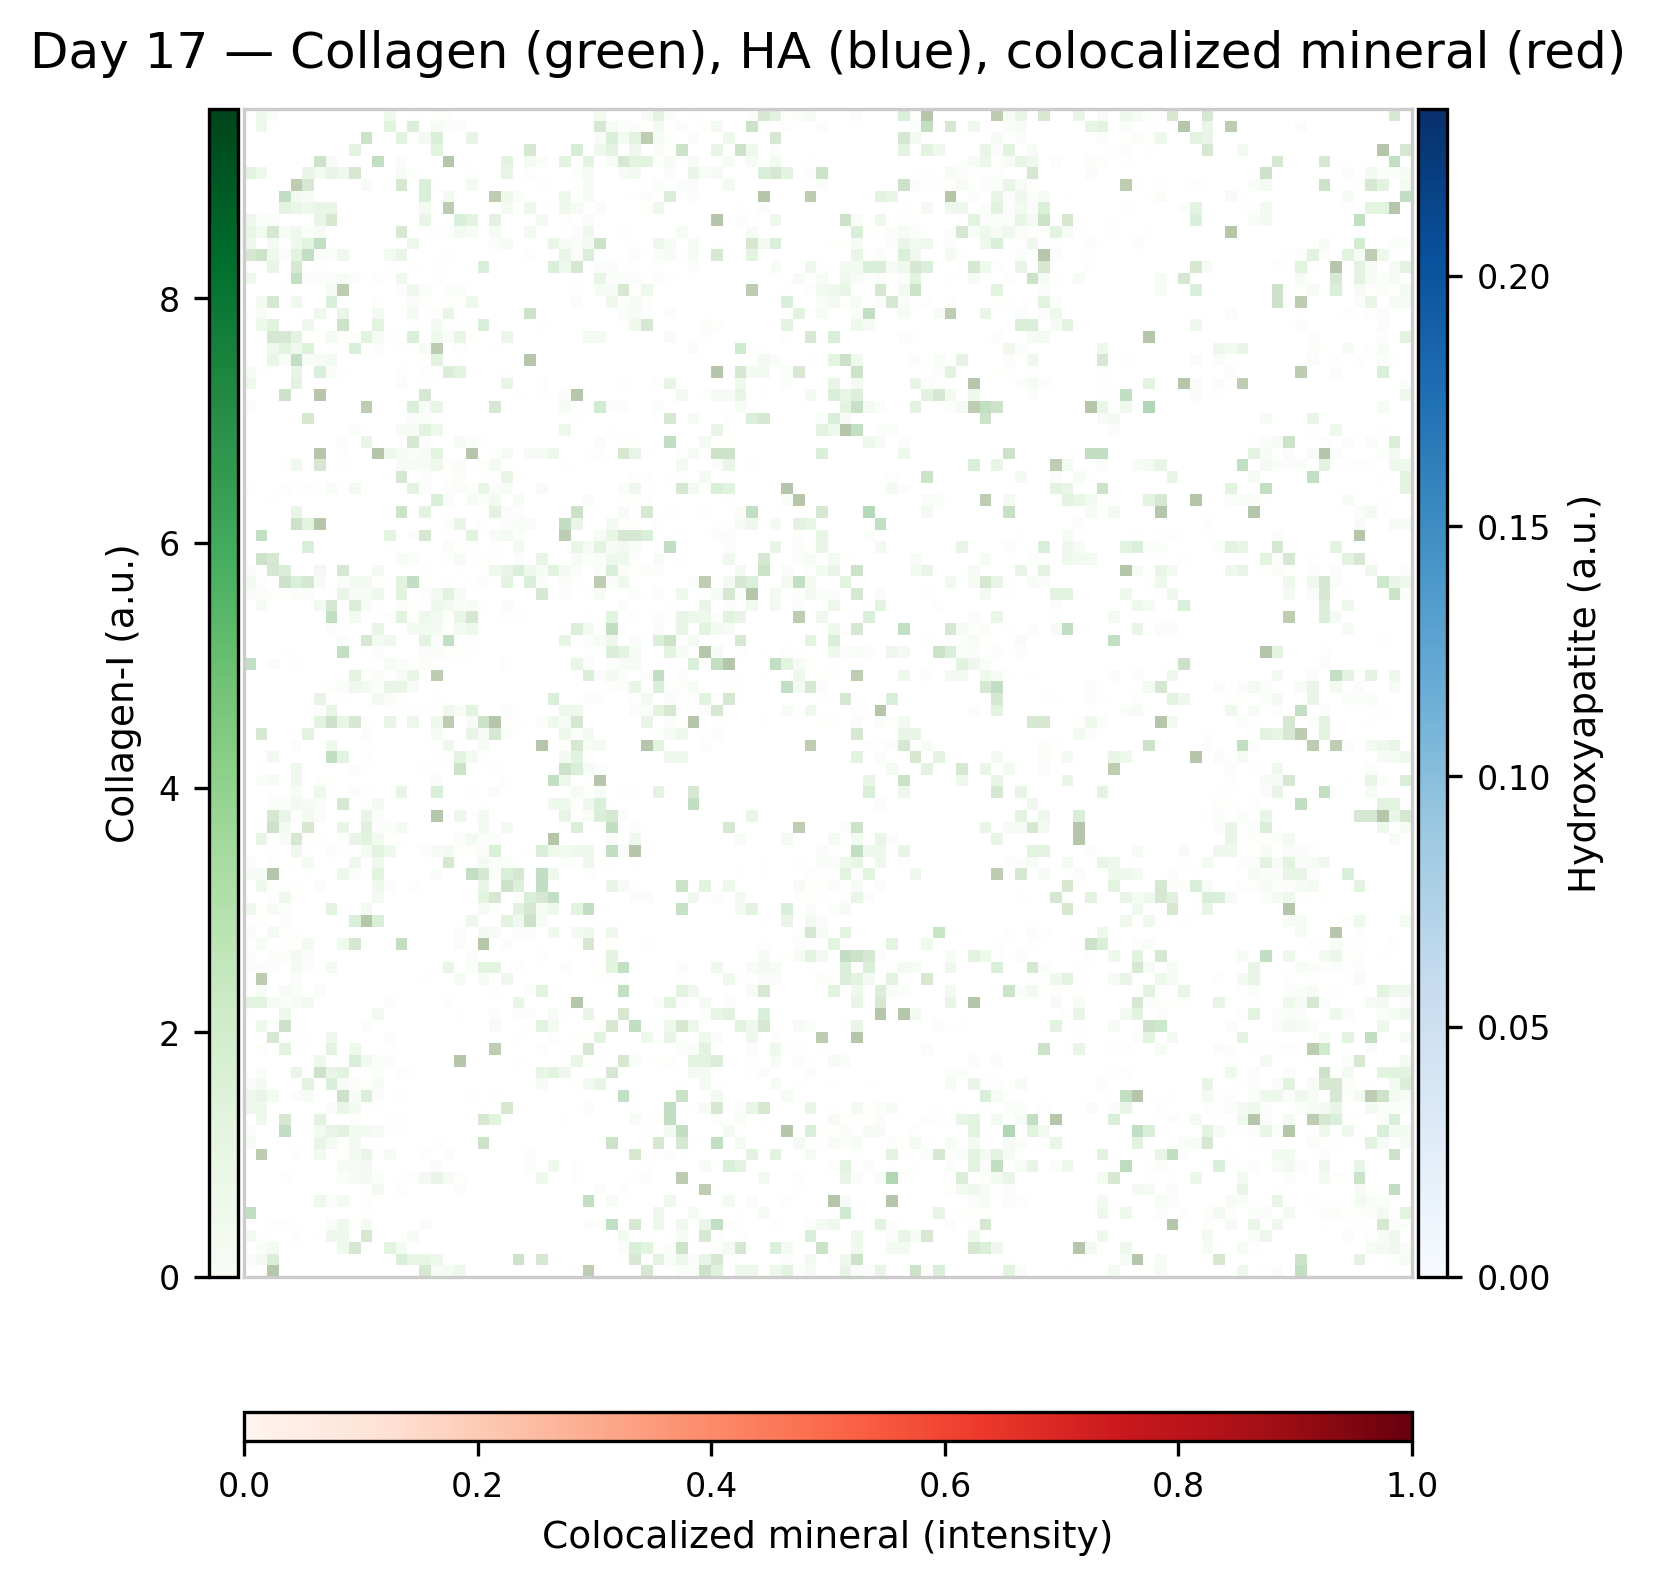 Day 17 — Collagen (green), HA (blue), colocalized mineral (red)
Collagen-I (a.u.)
8
6
4
2
0
0.20
0.15
0.10
0.05
0.00
Hydroxyapatite (a.u.)
0.0 0.2 0.4 0.6 0.8 1.0
Colocalized mineral (intensity)